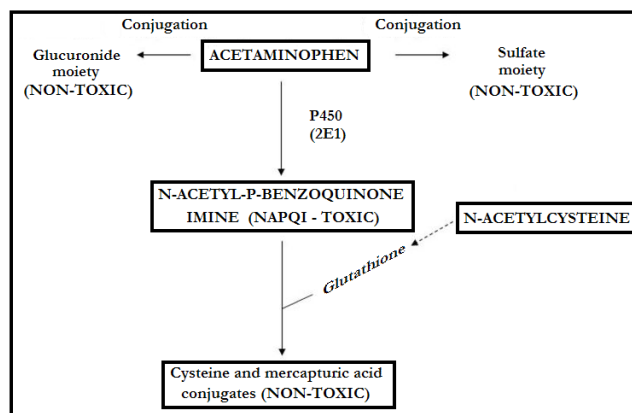 Conjugation
Conjugation
Glucuronide
moiety
(NON-TOXIC)
ACETAMINOPHEN
Sulfate
moiety
(NON-TOXIC)
P450
(2E1)
N-ACETYL-P-BENZOQUINONE
IMINE (NAPQI - TOXIC)
N-ACETYLCYSTEINE
Glutathione
Cysteine and mercapturic acid
conjugates (NON-TOXIC)